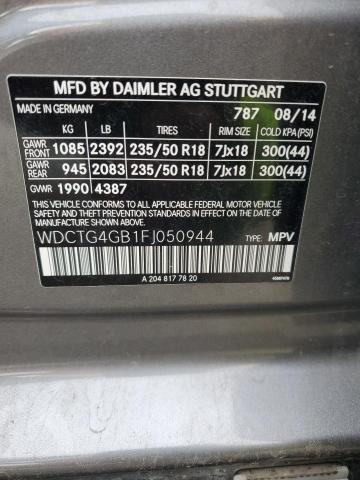 MFD BY DAIMLER AG STUTTGART
MADE IN GERMANY 787 08/14
KG LB TIRES RIM SIZE COLD KPA(PSI)
GAWR FRONT 1085 2392 235/50 R18 7Jx18 300(44)
GAWR REAR 945 2083 235/50 R18 7Jx18 300(44)
GVWR 1990 4387
THIS VEHICLE CONFORMS TO ALL APPLICABLE FEDERAL
MOTOR VEHICLE SAFETY STANDARDS IN EFFECT ON THE
DATE OF MANUFACTURE SHOWN ABOVE.
WDCTG4GB1FJ050944 TYPE: MPV
A 204 817 78 20